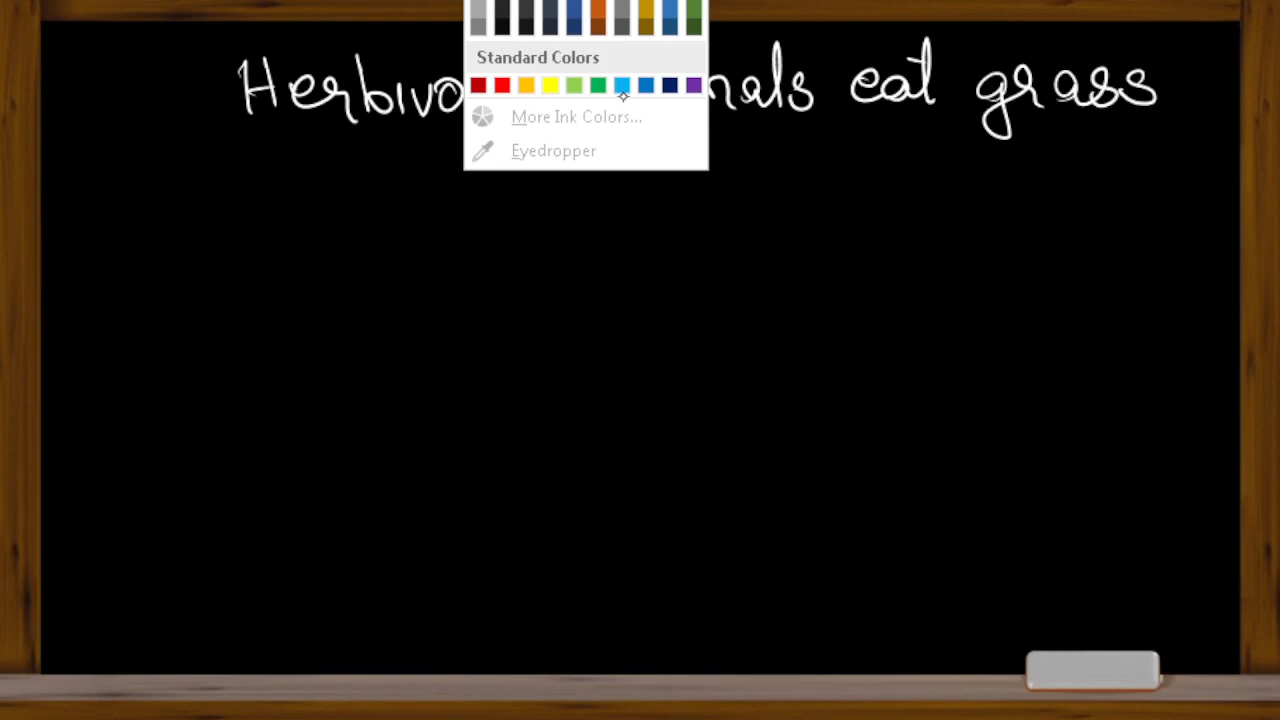 Standard Colors
Herbivo nals eat grass
More Ink Colors...
Eyedropper